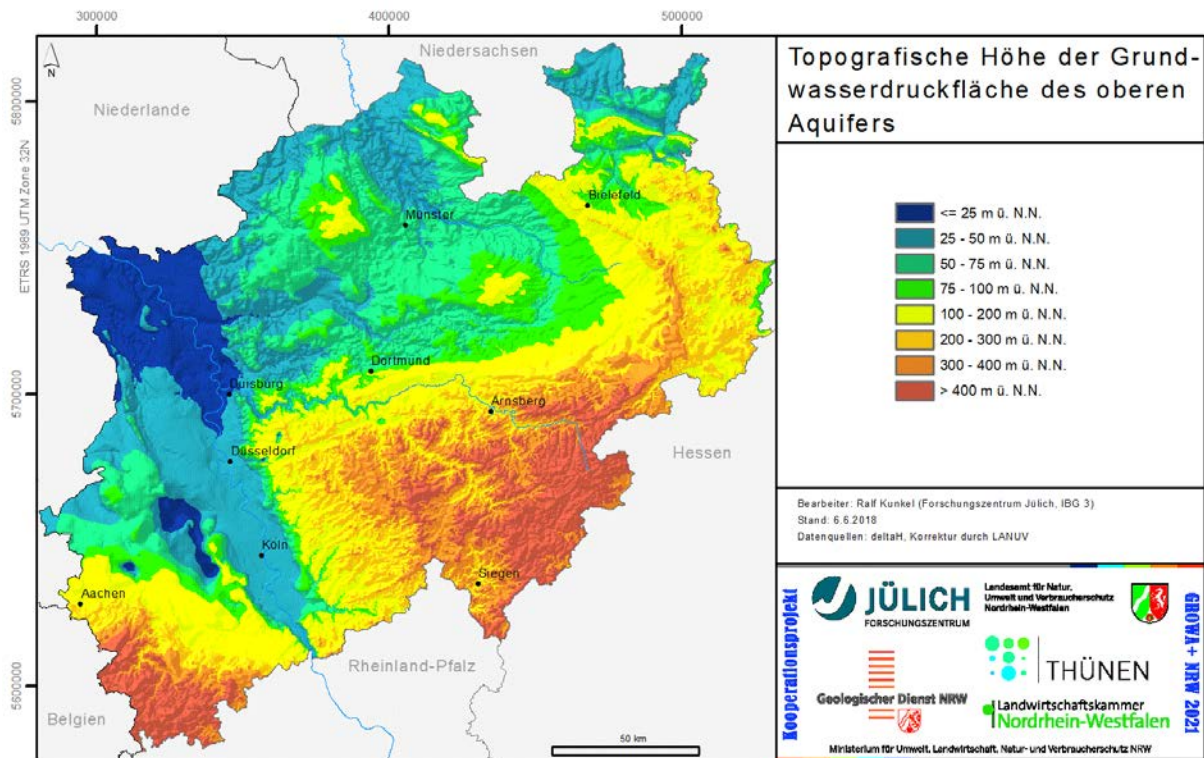 300000
400000
500000
5800000
5700000
5600000
ETRS 1989 UTM Zone 32N
N
Niedersachsen
Niederlande
Bielefeld
Münster
Dortmund
Duisburg
Arnsberg
Düsseldorf
Hessen
Köln
Siegen
Aachen
Rheinland-Pfalz
Belgien
50 km
Topografische Höhe der Grund-
wasserdruckfläche des oberen
Aquifers
<= 25 m ü. N.N.
25 - 50 m ü. N.N.
50 - 75 m ü. N.N.
75 - 100 m ü. N.N.
100 - 200 m ü. N.N.
200 - 300 m ü. N.N.
300 - 400 m ü. N.N.
> 400 m ü. N.N.
Bearbeiter: Ralf Kunkel (Forschungszentrum Jülich, IBG 3)
Stand: 6.6.2018
Datenquellen: deltaH, Korrektur durch LANUV
Kooperationsprojekt
JÜLICH
FORSCHUNGSZENTRUM
Landesamt für Natur,
Umwelt und Verbraucherschutz
Nordrhein-Westfalen
GROWA+ NRW 2021
THÜNEN
Geologischer Dienst NRW
Landwirtschaftskammer
Nordrhein-Westfalen
Ministerium für Umwelt, Landwirtschaft, Natur- und Verbraucherschutz NRW